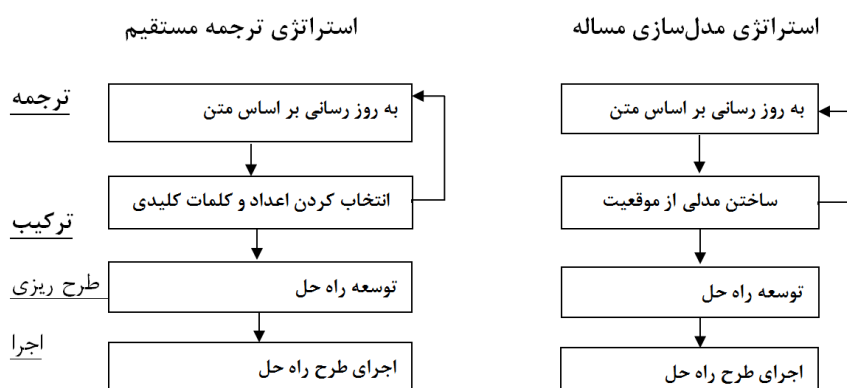 استراتژی مدل‌سازی مساله
استراتژی ترجمه مستقیم
به روز رسانی بر اساس متن
به روز رسانی بر اساس متن
ترجمه
ساختن مدلی از موقعیت
انتخاب کردن اعداد و کلمات کلیدی
ترکیب
توسعه راه حل
توسعه راه حل
طرح ریزی
اجرای طرح راه حل
اجرای طرح راه حل
اجرا